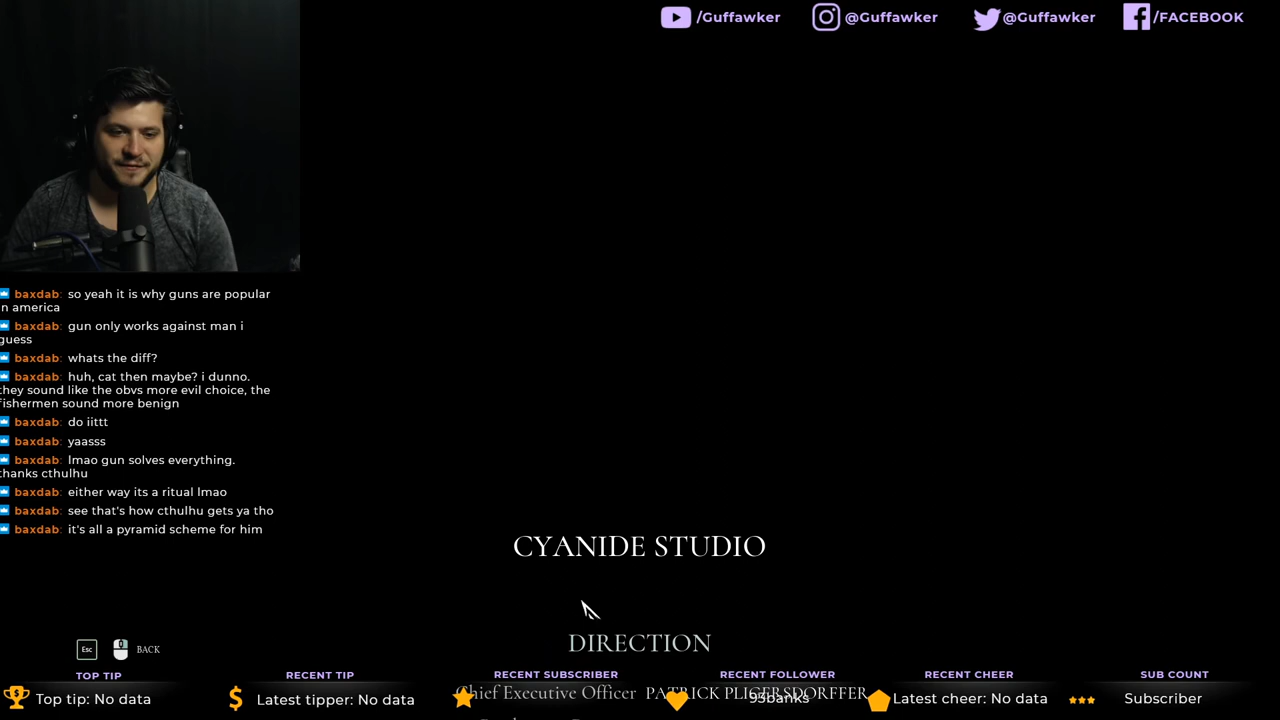 /Guffawker @Guffawker @Guffawker /FACEBOOK
baxdab: so yeah it is why guns are popular
in america
baxdab: gun only works against man i
guess
baxdab: whats the diff?
baxdab: huh, cat then maybe? i dunno.
they sound like the obvs more evil choice, the
fishermen sound more benign
baxdab: do iittt
baxdab: yaasss
baxdab: lmao gun solves everything.
thanks cthulhu
baxdab: either way its a ritual lmao
baxdab: see that's how cthulhu gets ya tho
baxdab: it's all a pyramid scheme for him
CYANIDE STUDIO
DIRECTION
Esc BACK
Chief Executive Officer PATRICK PLIGERSDORFFER
TOP TIP RECENT TIP RECENT SUBSCRIBER RECENT FOLLOWER RECENT CHEER SUB COUNT
Top tip: No data Latest tipper: No data 93banks Latest cheer: No data Subscriber